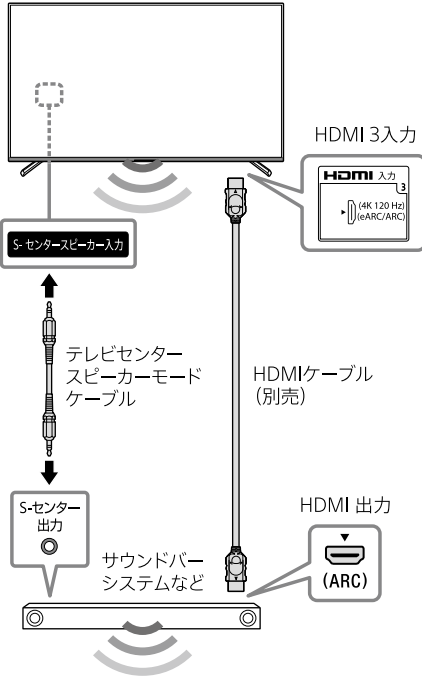 HDMI 3入力
HDMI 入力
3
(4K 120 Hz)
(eARC/ARC)
S-センタースピーカー入力
テレビセンター
スピーカーモード
ケーブル
HDMIケーブル
(別売)
S-センター
出力
サウンドバー
システムなど
HDMI 出力
(ARC)